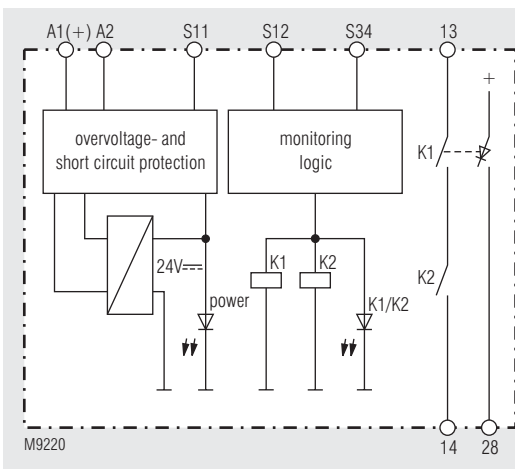 A1(+) A2 S11 S12 S34 13
+
overvoltage- and
short circuit protection
monitoring
logic
K1
24V
K1 K2
K2
power
K1/K2
M9220
14 28